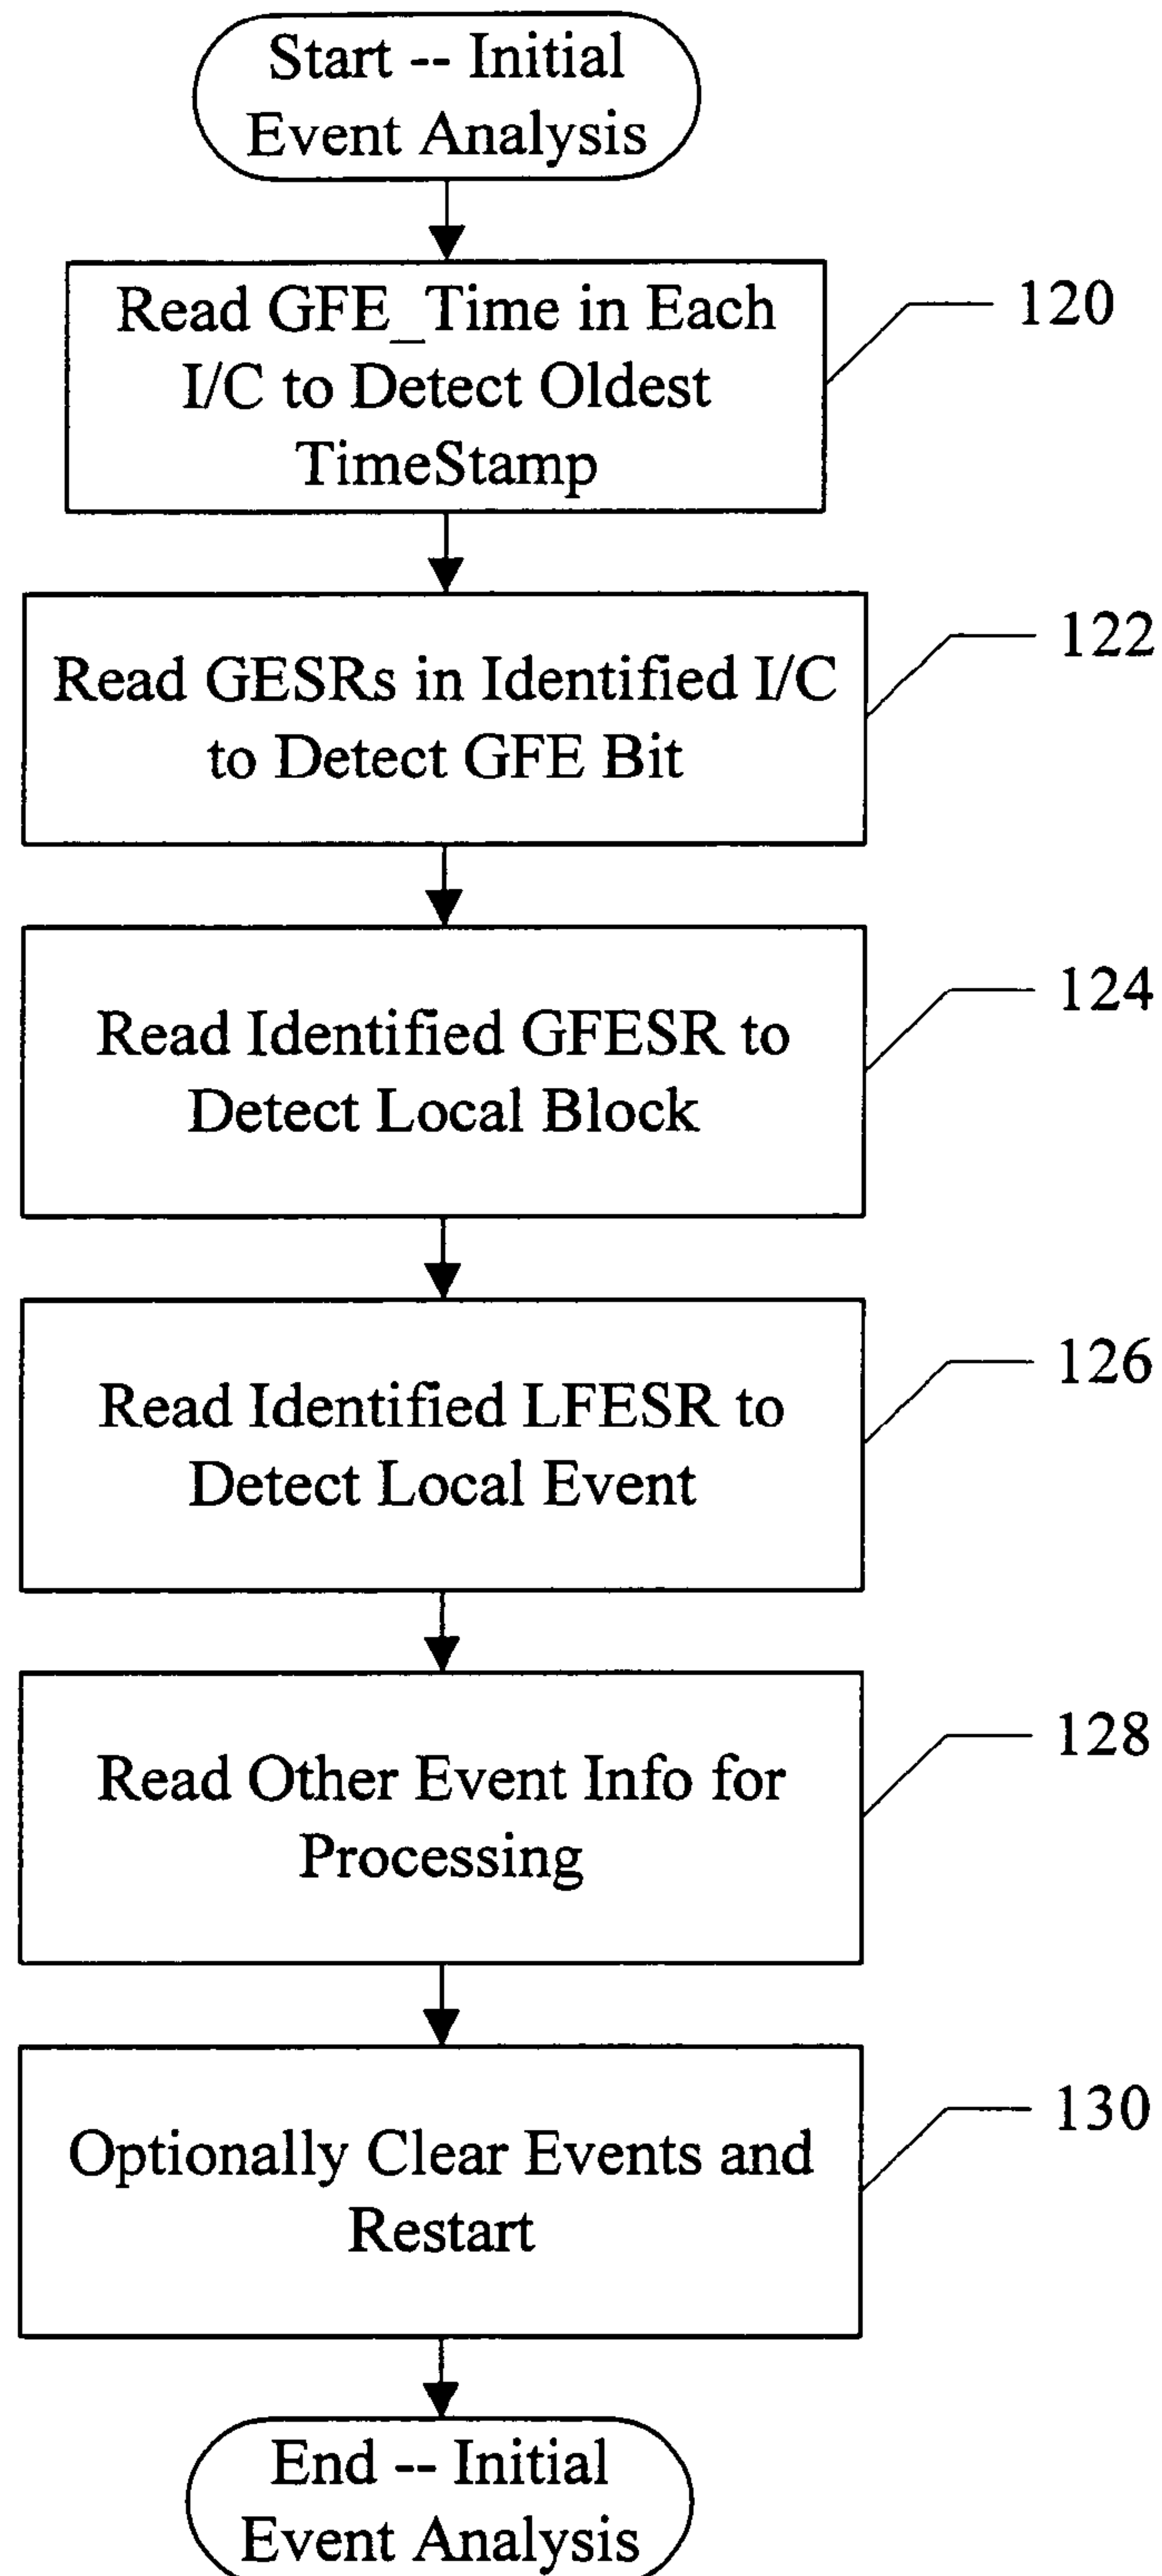 Start -- Initial
Event Analysis
Read GFE_Time in Each
I/C to Detect Oldest
TimeStamp
120
Read GESRs in Identified I/C
to Detect GFE Bit
122
Read Identified GFESR to
Detect Local Block
124
Read Identified LFESR to
Detect Local Event
126
Read Other Event Info for
Processing
128
Optionally Clear Events and
Restart
130
End -- Initial
Event Analysis